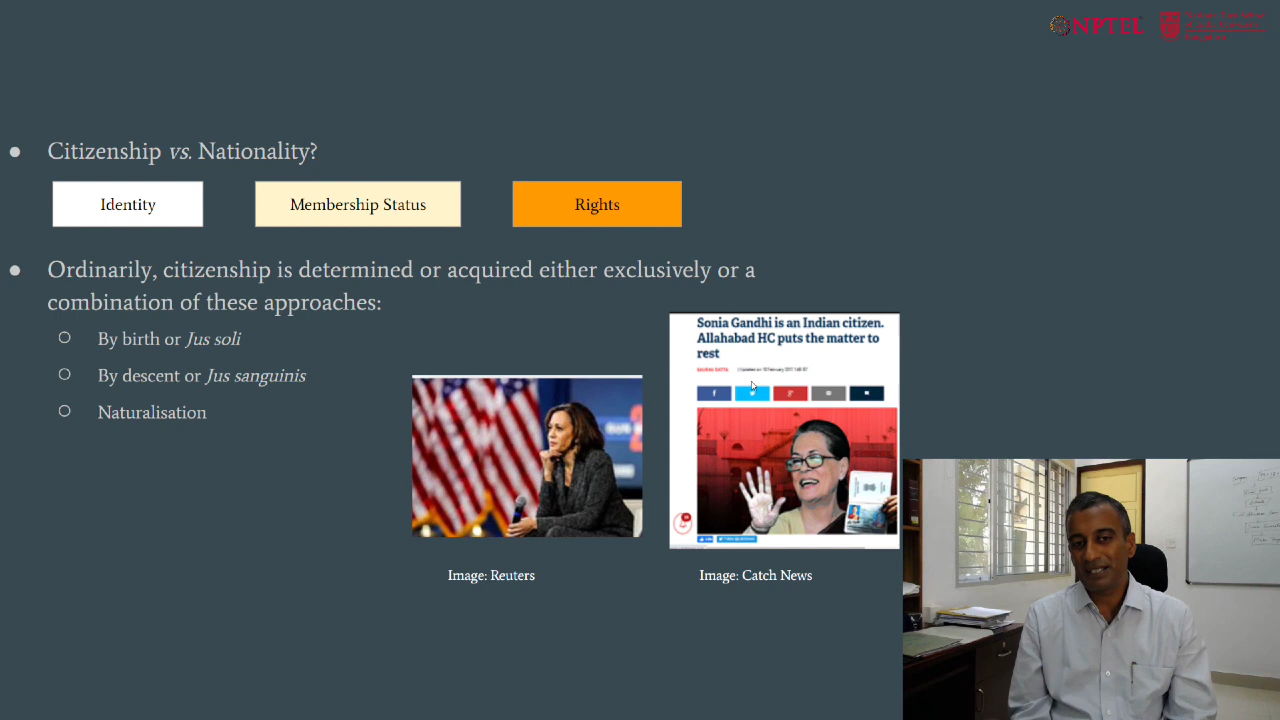 NPTEL
Citizenship vs. Nationality?
Identity
Membership Status
Rights
Ordinarily, citizenship is determined or acquired either exclusively or a
combination of these approaches:
By birth or Jus soli
By descent or Jus sanguinis
Naturalisation
Sonia Gandhi is an Indian citizen.
Allahabad HC puts the matter to
rest
Image: Reuters
Image: Catch News